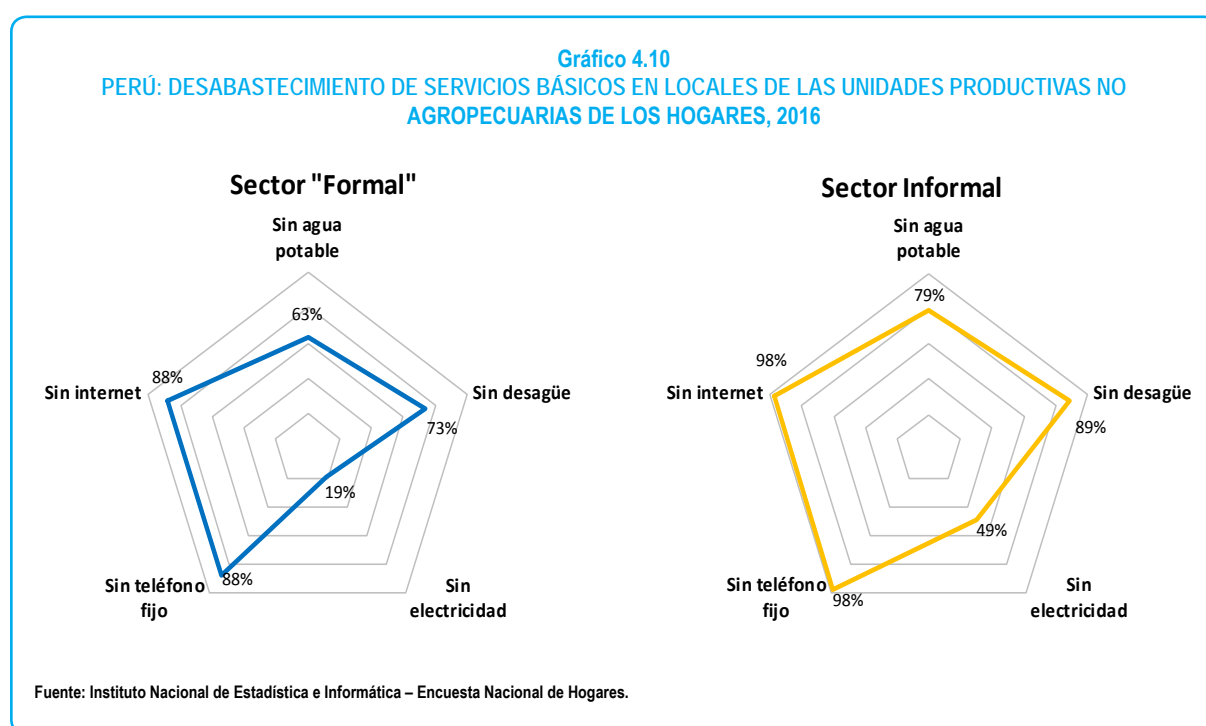 Gráfico 4.10
PERÚ: DESABASTECIMIENTO DE SERVICIOS BÁSICOS EN LOCALES DE LAS UNIDADES PRODUCTIVAS NO
AGROPECUARIAS DE LOS HOGARES, 2016
Sector "Formal"
Sin agua
potable
63%
Sin internet
88%
Sin desagüe
73%
19%
Sin teléfono
fijo
88%
Sin
electricidad
Sector Informal
Sin agua
potable
79%
98%
Sin internet
Sin desagüe
89%
49%
Sin teléfono
fijo
98%
Sin
electricidad
Fuente: Instituto Nacional de Estadística e Informática – Encuesta Nacional de Hogares.